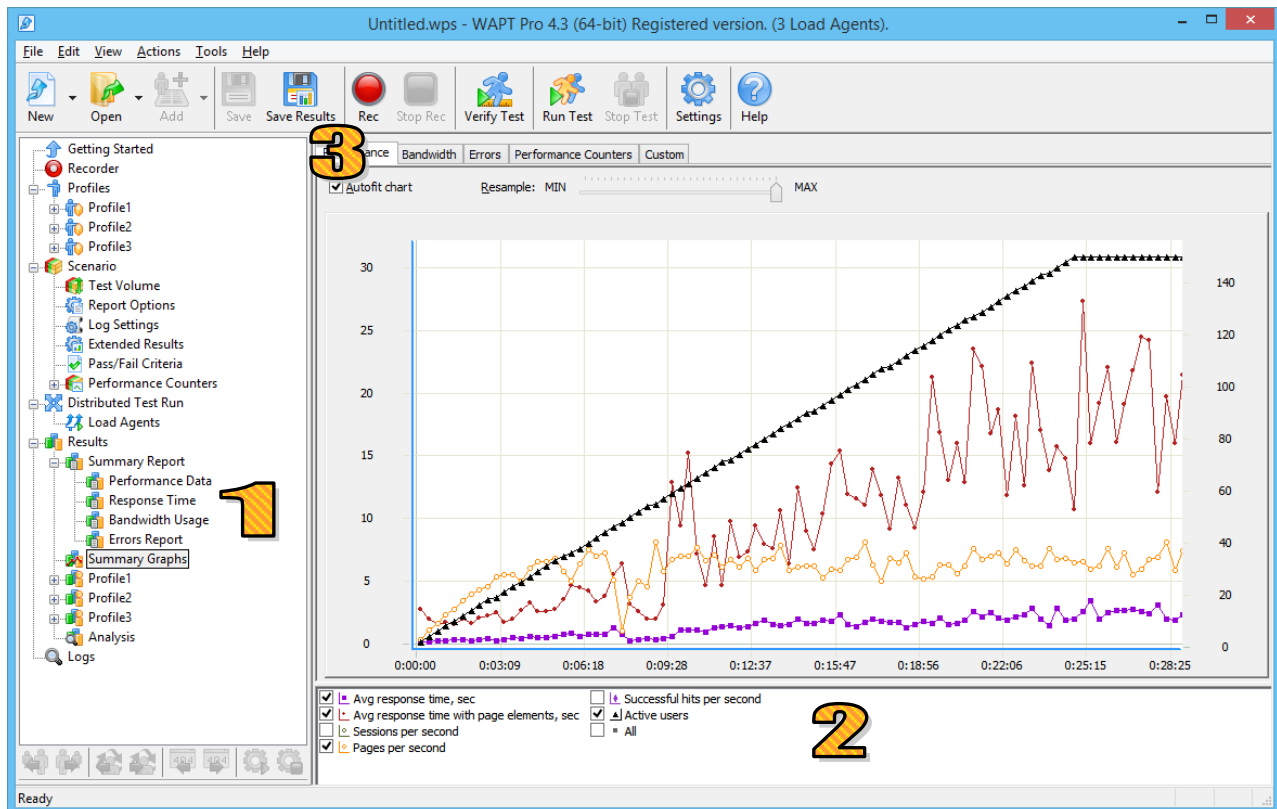 Untitled.wps - WAPT Pro 4.3 (64-bit) Registered version. (3 Load Agents).
File Edit View Actions Tools Help
New Open Add Save Save Results Rec Stop Rec Verify Test Run Test Stop Test Settings Help
Getting Started
Recorder
Profiles
Profile1
Profile2
Profile3
Scenario
Test Volume
Report Options
Log Settings
Extended Results
Pass/Fail Criteria
Performance Counters
Distributed Test Run
Load Agents
Results
Summary Report
Performance Data
Response Time
Bandwidth Usage
Errors Report
Summary Graphs
Profile1
Profile2
Profile3
Analysis
Logs
1
3
Bandwidth Errors Performance Counters Custom
Autofit chart Resample: MIN MAX
30
25
20
15
10
5
0
140
120
100
80
60
40
20
0
0:00:00 0:03:09 0:06:18 0:09:28 0:12:37 0:15:47 0:18:56 0:22:06 0:25:15 0:28:25
Avg response time, sec
Avg response time with page elements, sec
Sessions per second
Pages per second
Successful hits per second
Active users
All
2
404 404
Ready